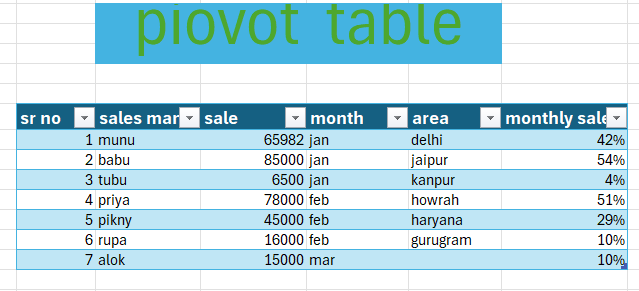 piovot table
sr no sales mar sale month area monthly sale
1 munu 65982 jan delhi 42%
2 babu 85000 jan jaipur 54%
3 tubu 6500 jan kanpur 4%
4 priya 78000 feb howrah 51%
5 pikny 45000 feb haryana 29%
6 rupa 16000 feb gurugram 10%
7 alok 15000 mar 10%